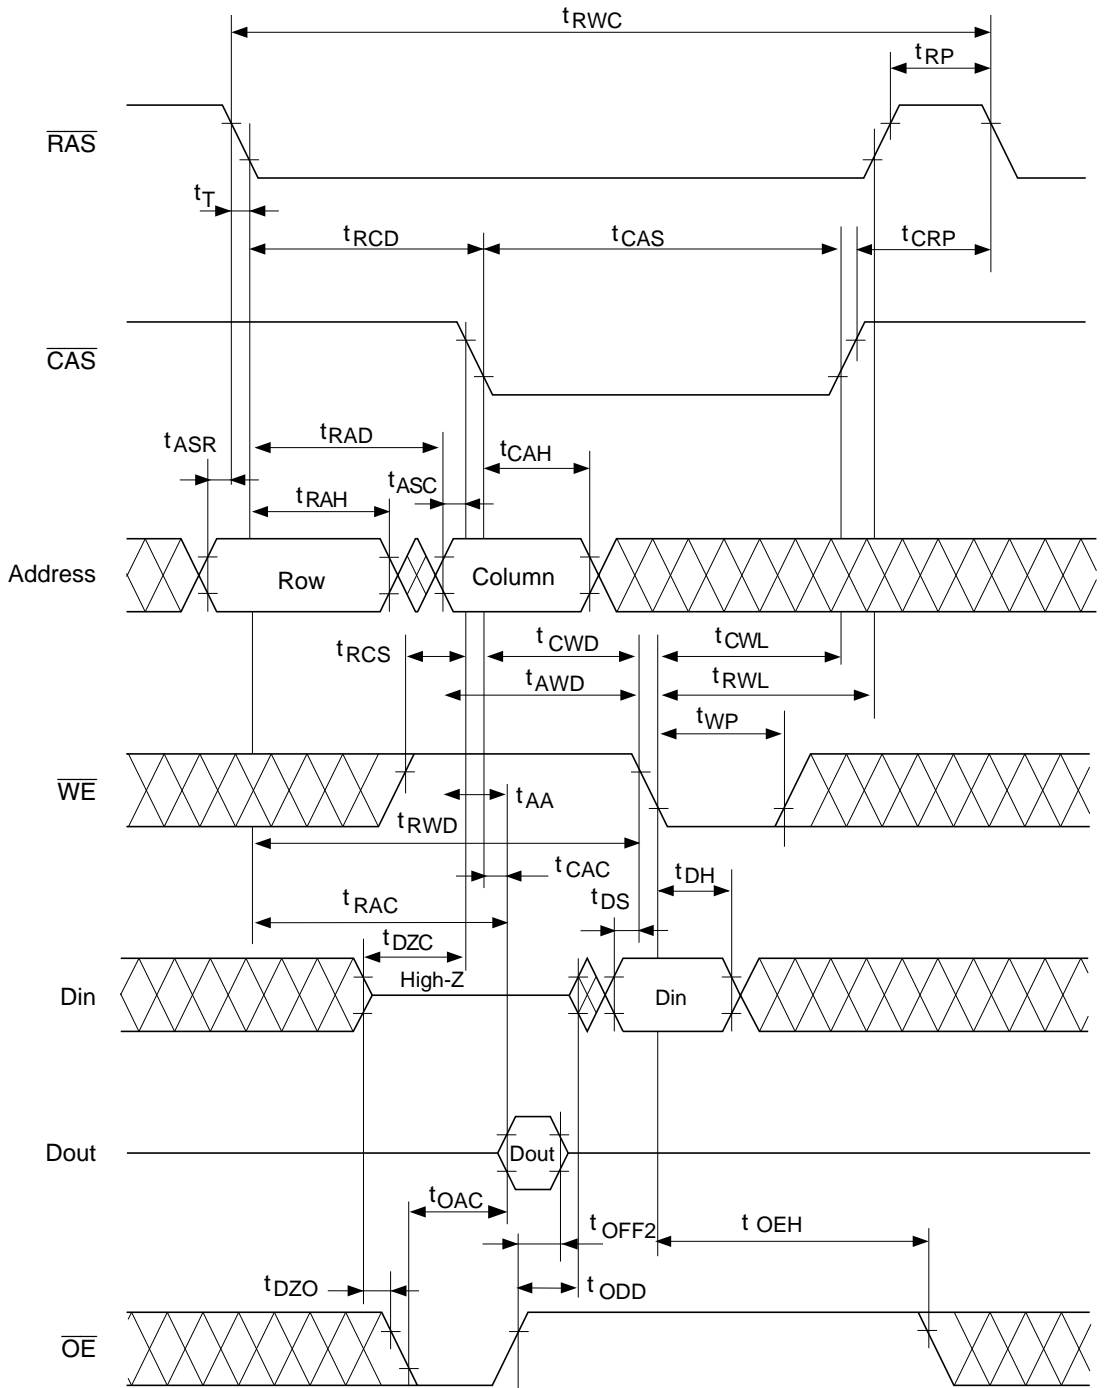 tRWC
tRP
RAS
tT
tRCD
tCAS
tCRP
CAS
tASR
tRAD
tCAH
tASC
tRAH
Address
Row
Column
tRCS
tCWD
tCWL
tAWD
tRWL
tWP
WE
tAA
tRWD
tCAC
tDH
tRAC
tDS
tDZC
High-Z
Din
Din
Dout
Dout
tOAC
tOFF2
tOEH
tDZO
tODD
OE